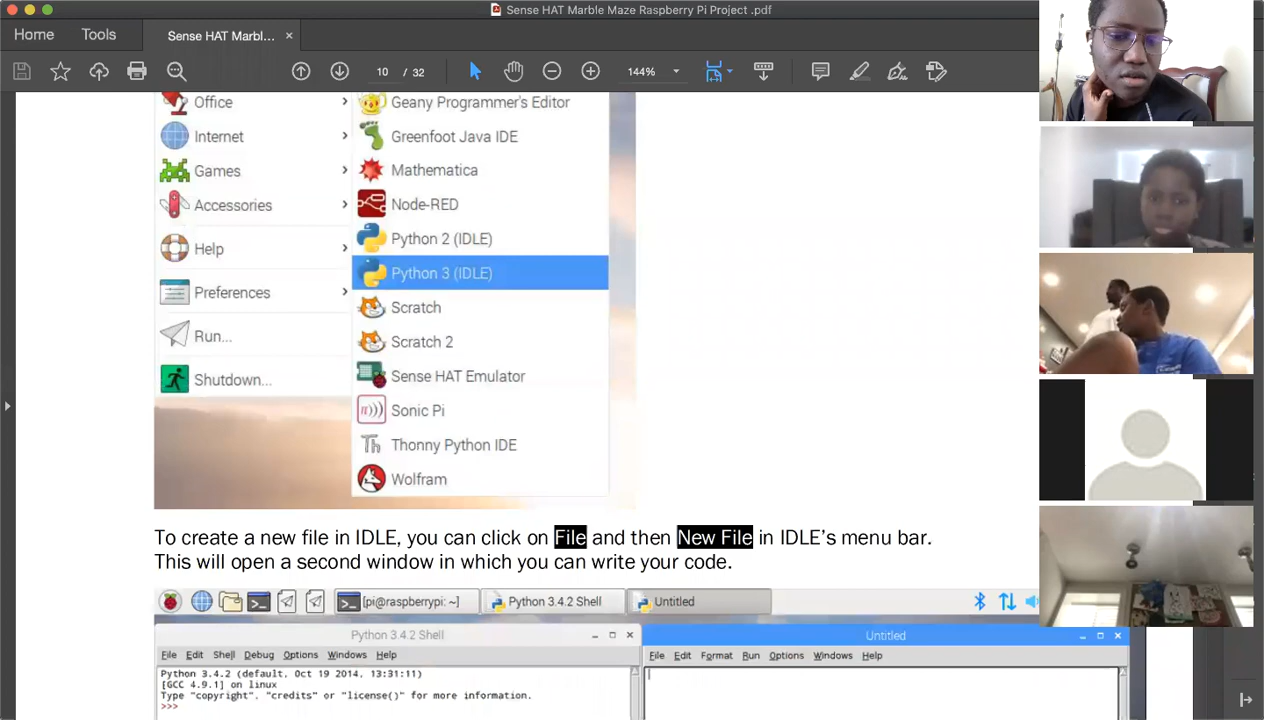 Sense HAT Marble Maze Raspberry Pi Project .pdf
Home
Tools
Sense HAT Marbl...
10 / 32
144%
Office
Internet
Games
Accessories
Help
Preferences
Run...
Shutdown...
Geany Programmer's Editor
Greenfoot Java IDE
Mathematica
Node-RED
Python 2 (IDLE)
Python 3 (IDLE)
Scratch
Scratch 2
Sense HAT Emulator
Sonic Pi
Thonny Python IDE
Wolfram
To create a new file in IDLE, you can click on File and then New File in IDLE's menu bar.
This will open a second window in which you can write your code.
[pi@raspberrypi: ~]
Python 3.4.2 Shell
Untitled
Python 3.4.2 Shell
File Edit Shell Debug Options Windows Help
Python 3.4.2 (default, Oct 19 2014, 13:31:11)
[GCC 4.9.1] on linux
Type "copyright", "credits" or "license()" for more information.
>>>
Untitled
File Edit Format Run Options Windows Help